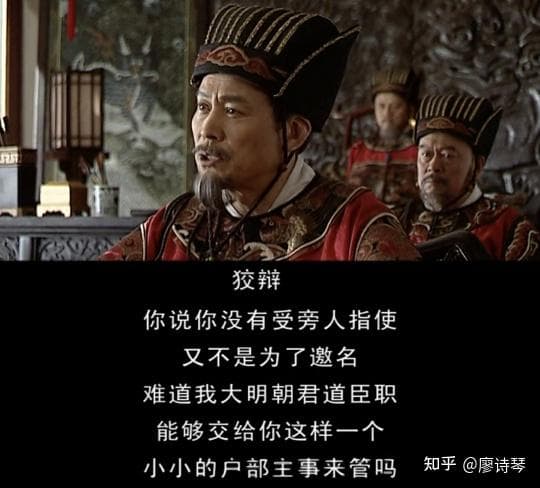 狡辩
你说你没有受旁人指使
又不是为了邀名
难道我大明朝君道臣职
能够交给你这样一个
小小的户部主事来管吗
知乎 @廖诗琴